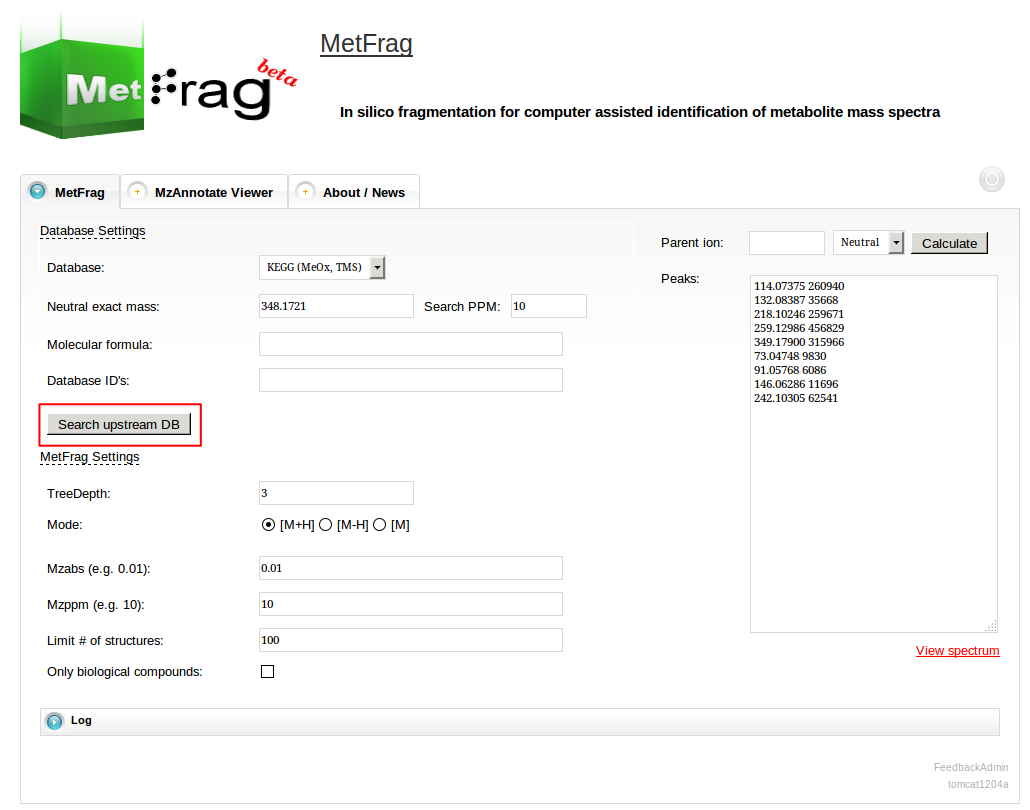 MetFrag beta
MetFrag
In silico fragmentation for computer assisted identification of metabolite mass spectra
MetFrag
MzAnnotate Viewer
About / News
Database Settings
Database: KEGG (MeOx, TMS)
Neutral exact mass: 348.1721 Search PPM: 10
Molecular formula:
Database ID's:
Search upstream DB
MetFrag Settings
TreeDepth: 3
Mode: [M+H] [M-H] [M]
Mzabs (e.g. 0.01): 0.01
Mzppm (e.g. 10): 10
Limit # of structures: 100
Only biological compounds:
Parent ion: Neutral Calculate
Peaks:
114.07375 260940
132.08387 35668
218.10246 259671
259.12986 456829
349.17900 315966
73.04748 9830
91.05768 6086
146.06286 11696
242.10305 62541
View spectrum
Log
FeedbackAdmin
tomcat1204a